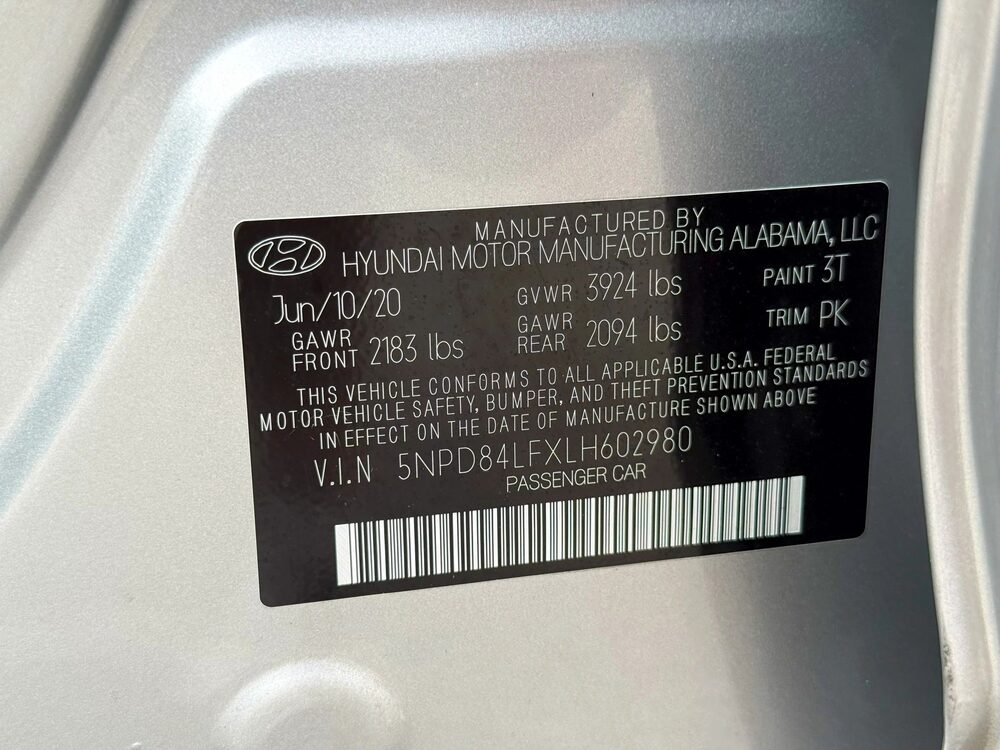 MANUFACTURED BY
HYUNDAI MOTOR MANUFACTURING ALABAMA, LLC
Jun/10/20 GVWR 3924 lbs PAINT 3T
GAWR FRONT 2183 lbs GAWR REAR 2094 lbs TRIM PK
THIS VEHICLE CONFORMS TO ALL APPLICABLE U.S.A. FEDERAL
MOTOR VEHICLE SAFETY, BUMPER, AND THEFT PREVENTION STANDARDS
IN EFFECT ON THE DATE OF MANUFACTURE SHOWN ABOVE
V.I.N 5NPD84LFXLH602980
PASSENGER CAR